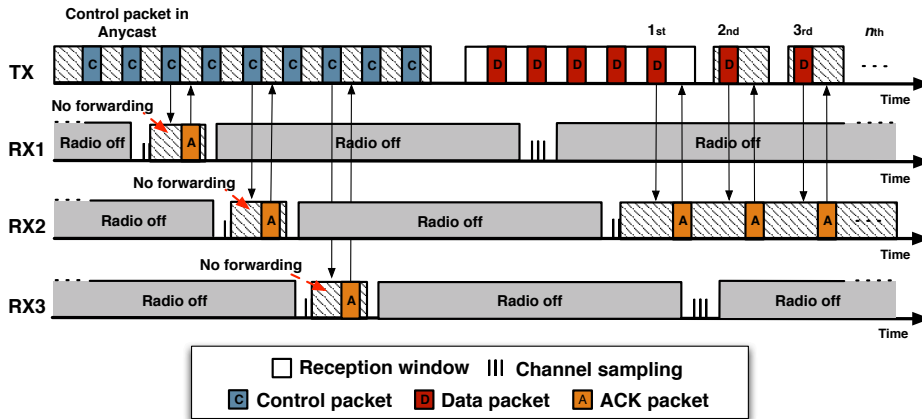 Control packet in
Anycast
1st 2nd 3rd nth
TX C C C C C C C C C D D D D D D D - - -
Time
No forwarding
RX1 Radio off A Radio off Radio off
Time
No forwarding
RX2 Radio off A Radio off A A A - - -
Time
No forwarding
RX3 Radio off A Radio off Radio off
Time
Reception window Channel sampling
C Control packet D Data packet A ACK packet